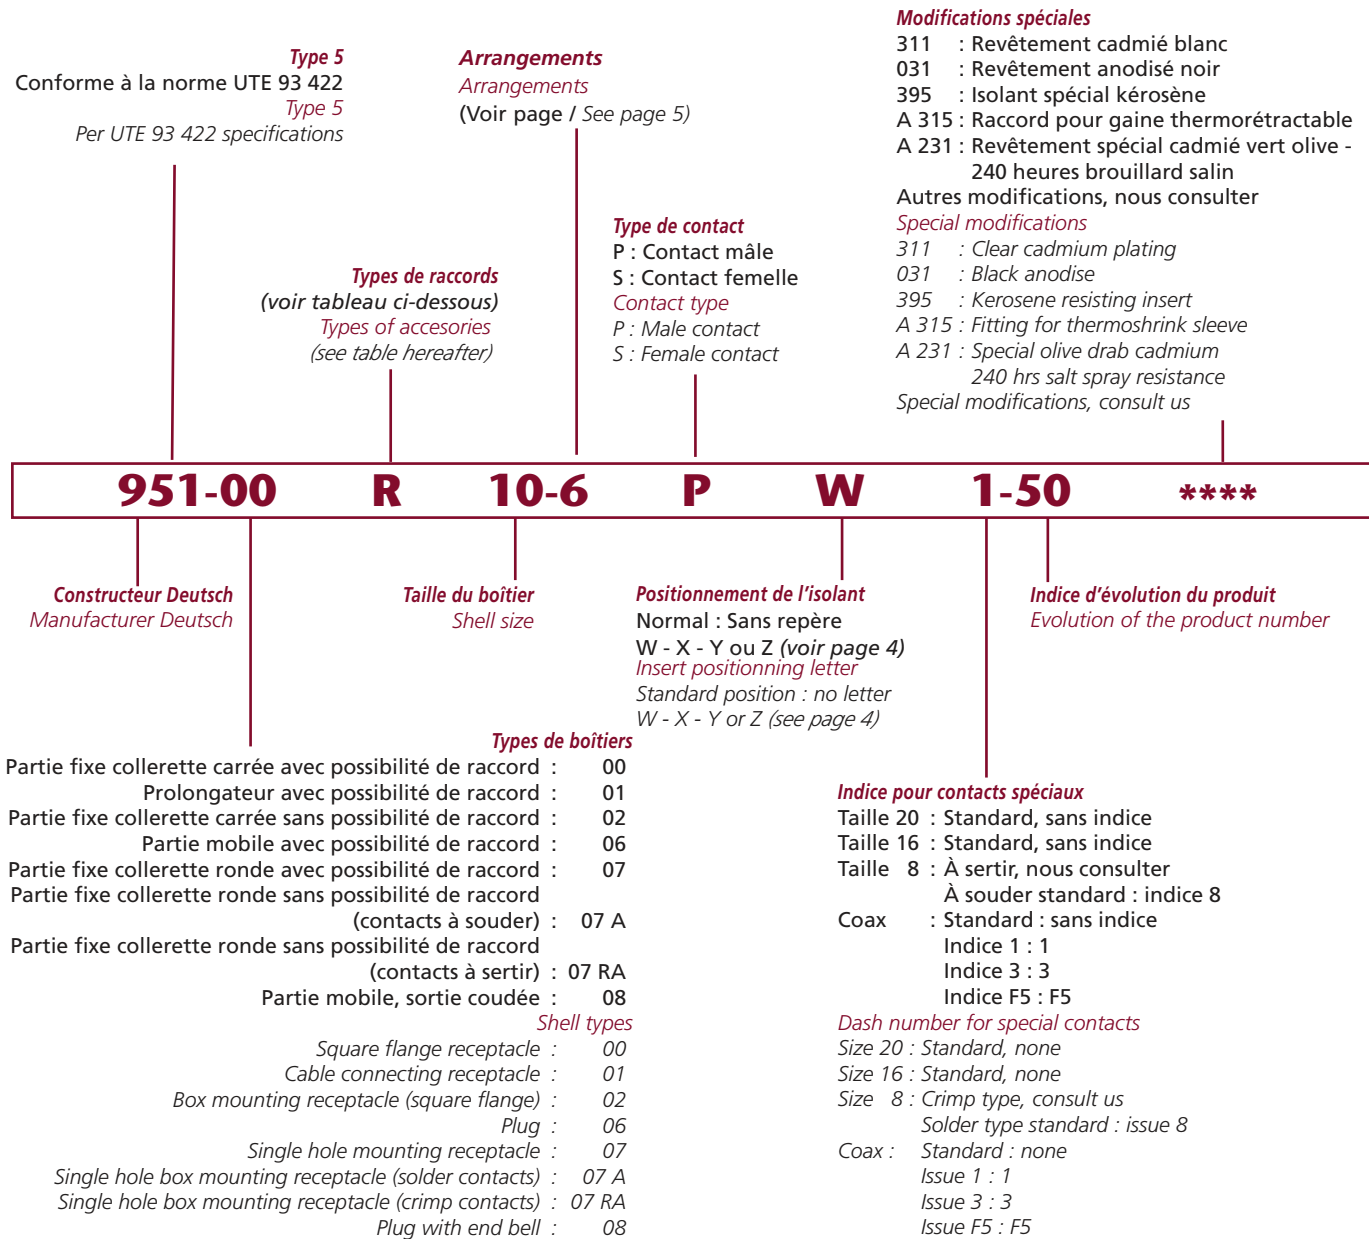 Type 5
Conforme à la norme UTE 93 422
Type 5
Per UTE 93 422 specifications
Arrangements
Arrangements
(Voir page / See page 5)
Types de raccords
(voir tableau ci-dessous)
Types of accesories
(see table hereafter)
Type de contact
P : Contact mâle
S : Contact femelle
Contact type
P : Male contact
S : Female contact
Modifications spéciales
311 : Revêtement cadmié blanc
031 : Revêtement anodisé noir
395 : Isolant spécial kérosène
A 315 : Raccord pour gaine thermorétractable
A 231 : Revêtement spécial cadmié vert olive -
240 heures brouillard salin
Autres modifications, nous consulter
Special modifications
311 : Clear cadmium plating
031 : Black anodise
395 : Kerosene resisting insert
A 315 : Fitting for thermoshrink sleeve
A 231 : Special olive drab cadmium
240 hrs salt spray resistance
Special modifications, consult us
951-00 R 10-6 P W 1-50 ****
Constructeur Deutsch
Manufacturer Deutsch
Taille du boîtier
Shell size
Positionnement de l'isolant
Normal : Sans repère
W - X - Y ou Z (voir page 4)
Insert positionning letter
Standard position : no letter
W - X - Y or Z (see page 4)
Indice d'évolution du produit
Evolution of the product number
Types de boîtiers
Partie fixe collerette carrée avec possibilité de raccord : 00
Prolongateur avec possibilité de raccord : 01
Partie fixe collerette carrée sans possibilité de raccord : 02
Partie mobile avec possibilité de raccord : 06
Partie fixe collerette ronde avec possibilité de raccord : 07
Partie fixe collerette ronde sans possibilité de raccord
(contacts à souder) : 07 A
Partie fixe collerette ronde sans possibilité de raccord
(contacts à sertir) : 07 RA
Partie mobile, sortie coudée : 08
Shell types
Square flange receptacle : 00
Cable connecting receptacle : 01
Box mounting receptacle (square flange) : 02
Plug : 06
Single hole mounting receptacle : 07
Single hole box mounting receptacle (solder contacts) : 07 A
Single hole box mounting receptacle (crimp contacts) : 07 RA
Plug with end bell : 08
Indice pour contacts spéciaux
Taille 20 : Standard, sans indice
Taille 16 : Standard, sans indice
Taille 8 : À sertir, nous consulter
À souder standard : indice 8
Coax : Standard : sans indice
Indice 1 : 1
Indice 3 : 3
Indice F5 : F5
Dash number for special contacts
Size 20 : Standard, none
Size 16 : Standard, none
Size 8 : Crimp type, consult us
Solder type standard : issue 8
Coax : Standard : none
Issue 1 : 1
Issue 3 : 3
Issue F5 : F5